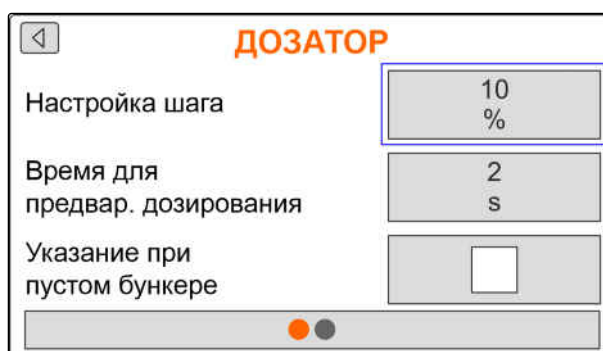 ДОЗАТОР
Настройка шага
10
%
Время для
предвар. дозирования
2
s
Указание при
пустом бункере